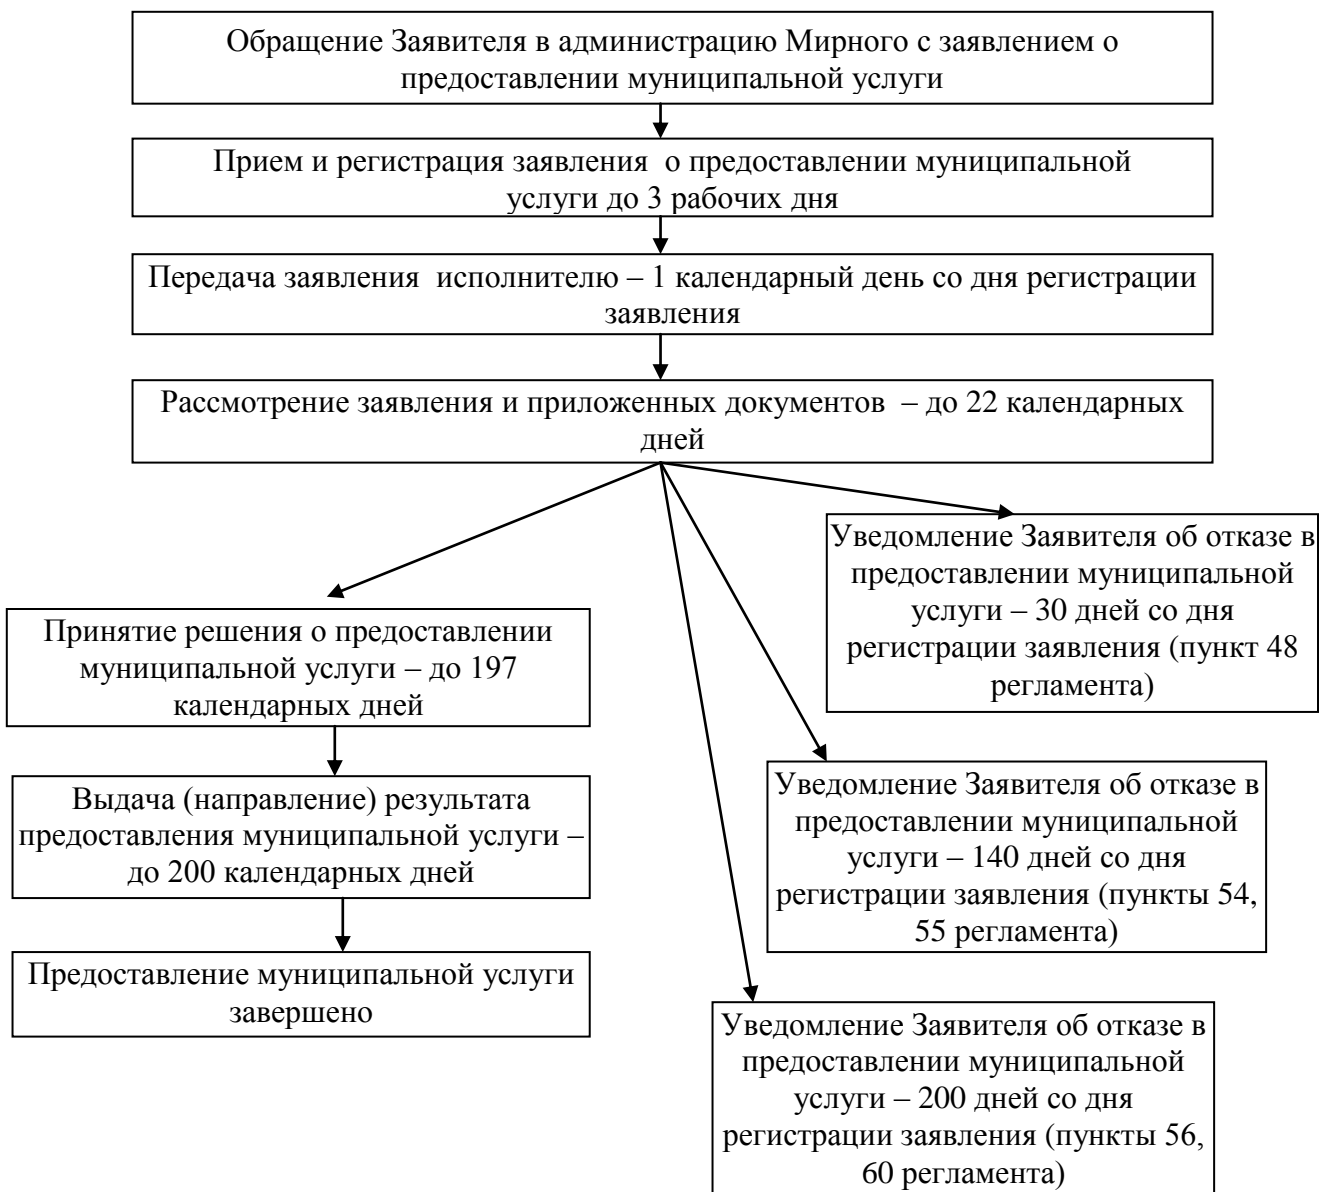 Обращение Заявителя в администрацию Мирного с заявлением о
предоставлении муниципальной услуги
Прием и регистрация заявления о предоставлении муниципальной
услуги до 3 рабочих дня
Передача заявления исполнителю – 1 календарный день со дня регистрации
заявления
Рассмотрение заявления и приложенных документов – до 22 календарных
дней
Принятие решения о предоставлении
муниципальной услуги – до 197
календарных дней
Выдача (направление) результата
предоставления муниципальной услуги –
до 200 календарных дней
Предоставление муниципальной услуги
завершено
Уведомление Заявителя об отказе в
предоставлении муниципальной
услуги – 30 дней со дня
регистрации заявления (пункт 48
регламента)
Уведомление Заявителя об отказе в
предоставлении муниципальной
услуги – 140 дней со дня
регистрации заявления (пункты 54,
55 регламента)
Уведомление Заявителя об отказе в
предоставлении муниципальной
услуги – 200 дней со дня
регистрации заявления (пункты 56,
60 регламента)